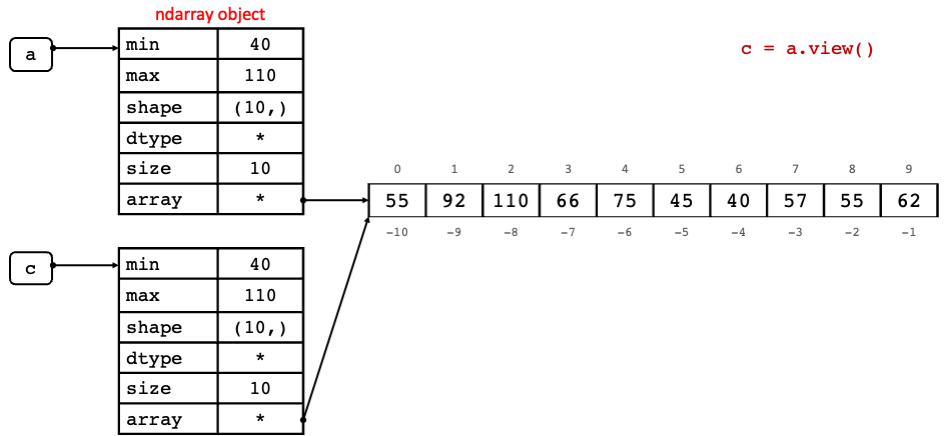 ndarray object
a
min 40
max 110
shape (10,)
dtype *
size 10
array *
c = a.view()
0 1 2 3 4 5 6 7 8 9
55 92 110 66 75 45 40 57 55 62
-10 -9 -8 -7 -6 -5 -4 -3 -2 -1
c
min 40
max 110
shape (10,)
dtype *
size 10
array *